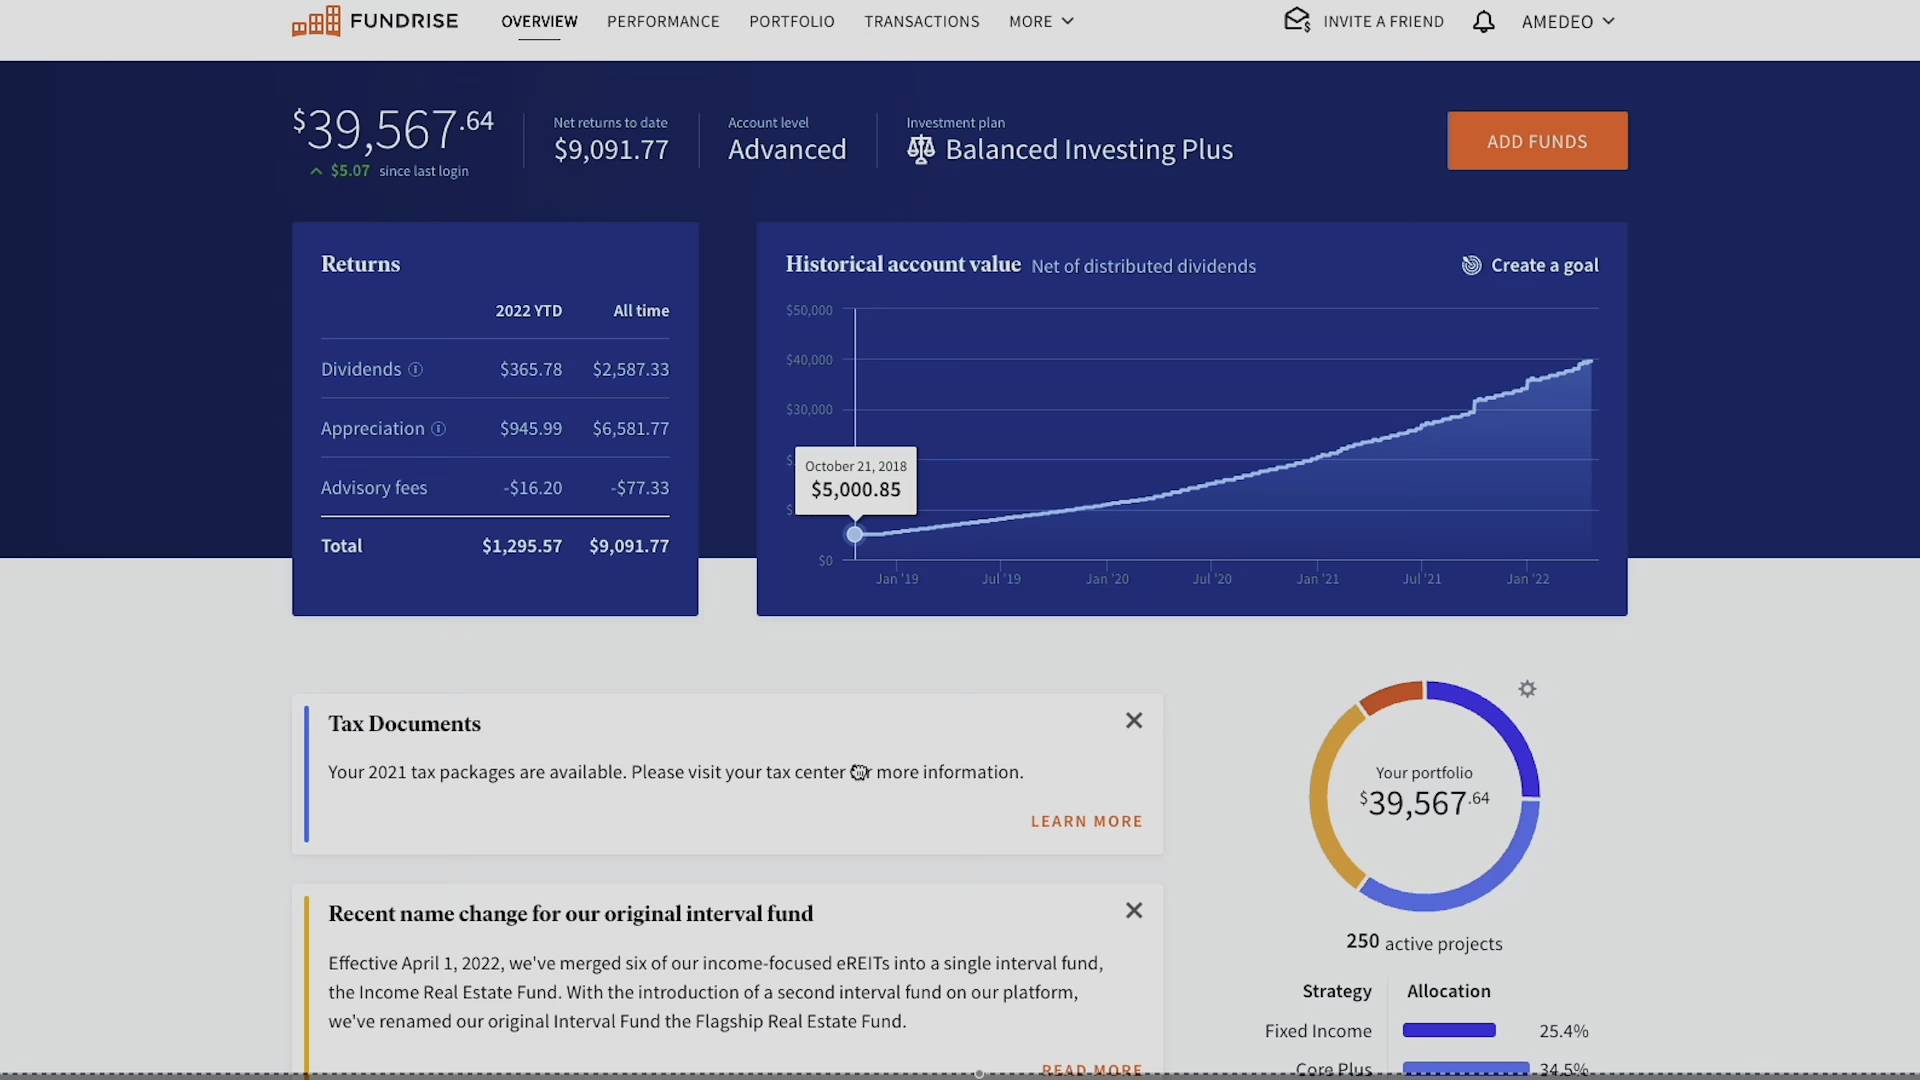 FUNDRISE
OVERVIEW PERFORMANCE PORTFOLIO TRANSACTIONS MORE
INVITE A FRIEND
AMEDEO
$39,567.64
$5.07 since last login
Net returns to date
$9,091.77
Account level
Advanced
Investment plan
Balanced Investing Plus
ADD FUNDS
Returns
2022 YTD All time
Dividends $365.78 $2,587.33
Appreciation $945.99 $6,581.77
Advisory fees -$16.20 -$77.33
Total $1,295.57 $9,091.77
Historical account value Net of distributed dividends
Create a goal
$50,000
$40,000
$30,000
October 21, 2018
$5,000.85
$0
Jan '19 Jul '19 Jan '20 Jul '20 Jan '21 Jul '21 Jan '22
Tax Documents
Your 2021 tax packages are available. Please visit your tax center for more information.
LEARN MORE
Recent name change for our original interval fund
Effective April 1, 2022, we've merged six of our income-focused eREITs into a single interval fund,
the Income Real Estate Fund. With the introduction of a second interval fund on our platform,
we've renamed our original Interval Fund the Flagship Real Estate Fund.
READ MORE
Your portfolio
$39,567.64
250 active projects
Strategy Allocation
Fixed Income 25.4%
Core Plus 34.5%